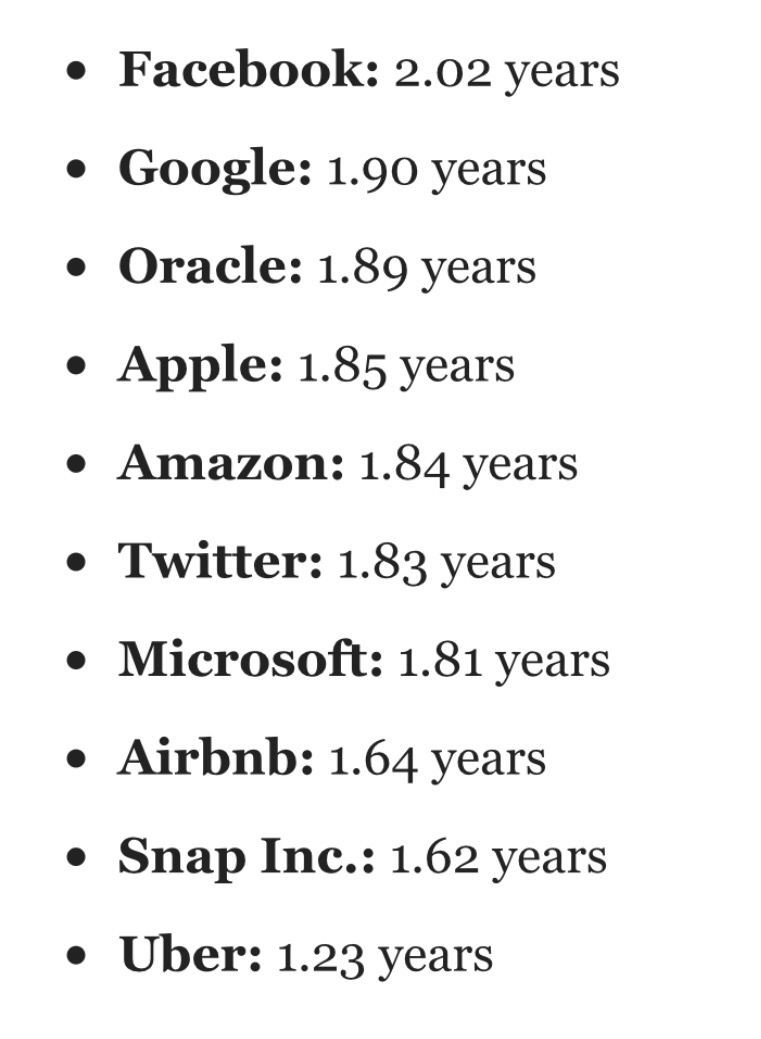 • Facebook: 2.02 years
• Google: 1.90 years
• Oracle: 1.89 years
• Apple: 1.85 years
• Amazon: 1.84 years
• Twitter: 1.83 years
• Microsoft: 1.81 years
• Airbnb: 1.64 years
• Snap Inc.: 1.62 years
• Uber: 1.23 years